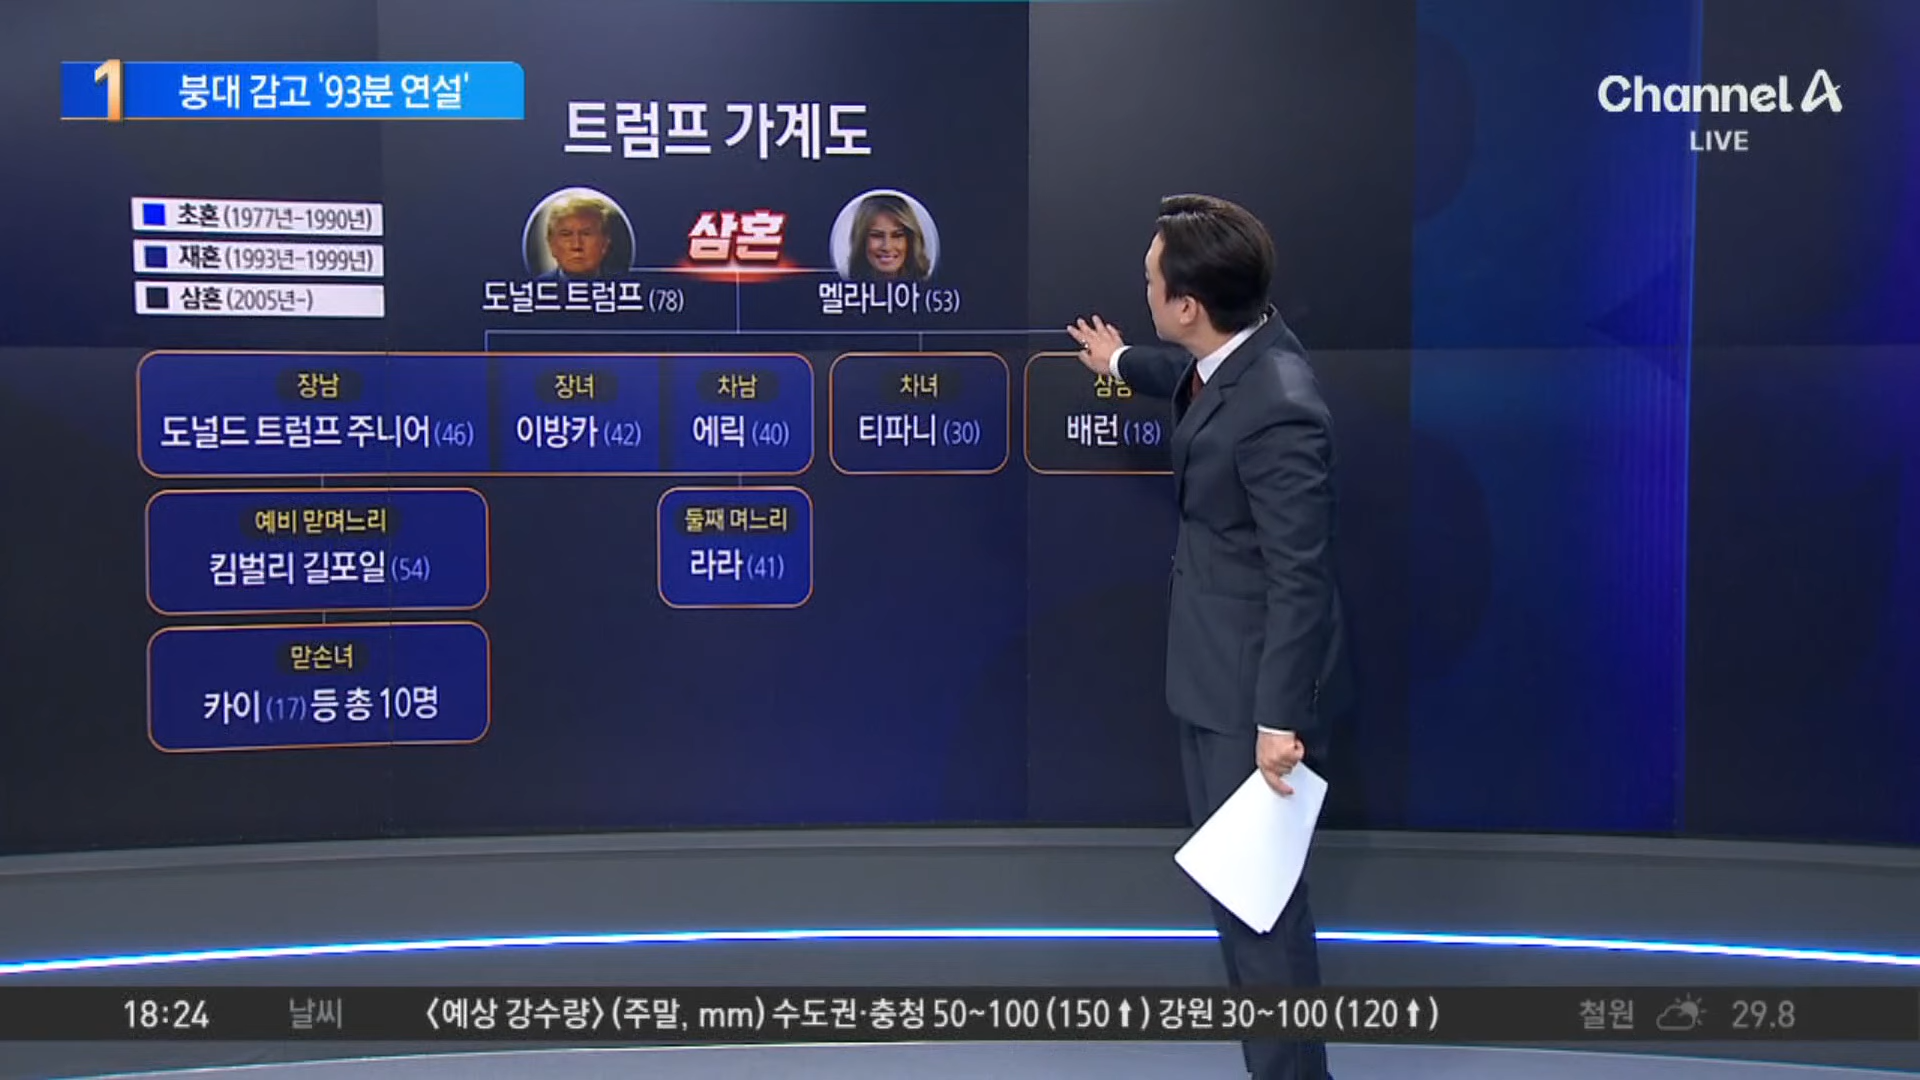 1 붕대 감고 '93분 연설'
Channel A
LIVE
트럼프 가계도
초혼 (1977년-1990년)
재혼 (1993년-1999년)
삼혼 (2005년-)
삼혼
도널드 트럼프 (78)
멜라니아 (53)
장남
도널드 트럼프 주니어 (46)
장녀
이방카 (42)
차남
에릭 (40)
차녀
티파니 (30)
삼남
배런 (18)
예비 맏며느리
킴벌리 길포일 (54)
둘째 며느리
라라 (41)
맏손녀
카이 (17) 등 총 10명
18:24 날씨 〈예상 강수량〉 (주말, mm) 수도권·충청 50~100 (150↑) 강원 30~100 (120↑) 철원 29.8